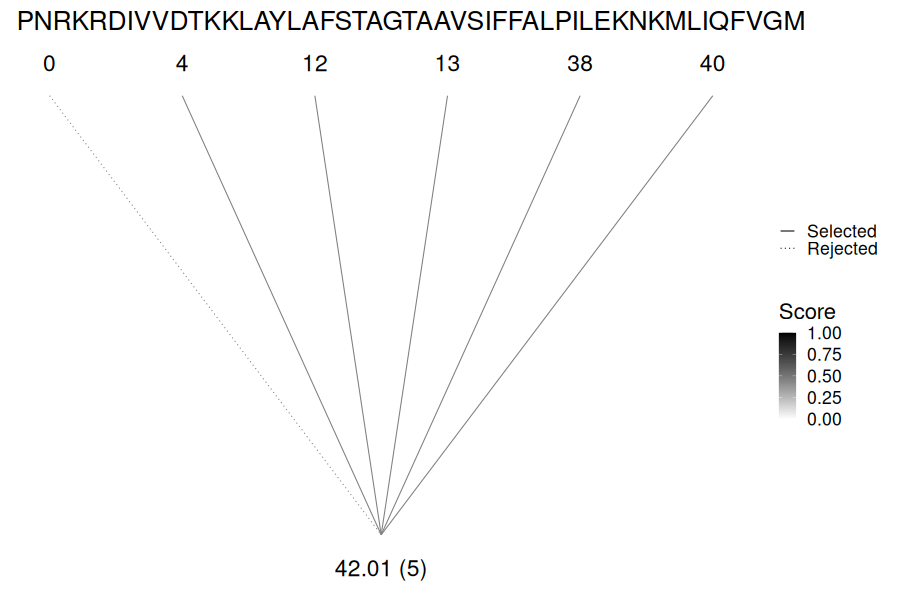 PNRKRDIVVDTKKLAYLAFSTAGTAAVSIFFALPILEKNKMLIQFVGM
0 4 12 13 38 40
Selected
Rejected
Score
1.00
0.75
0.50
0.25
0.00
42.01 (5)